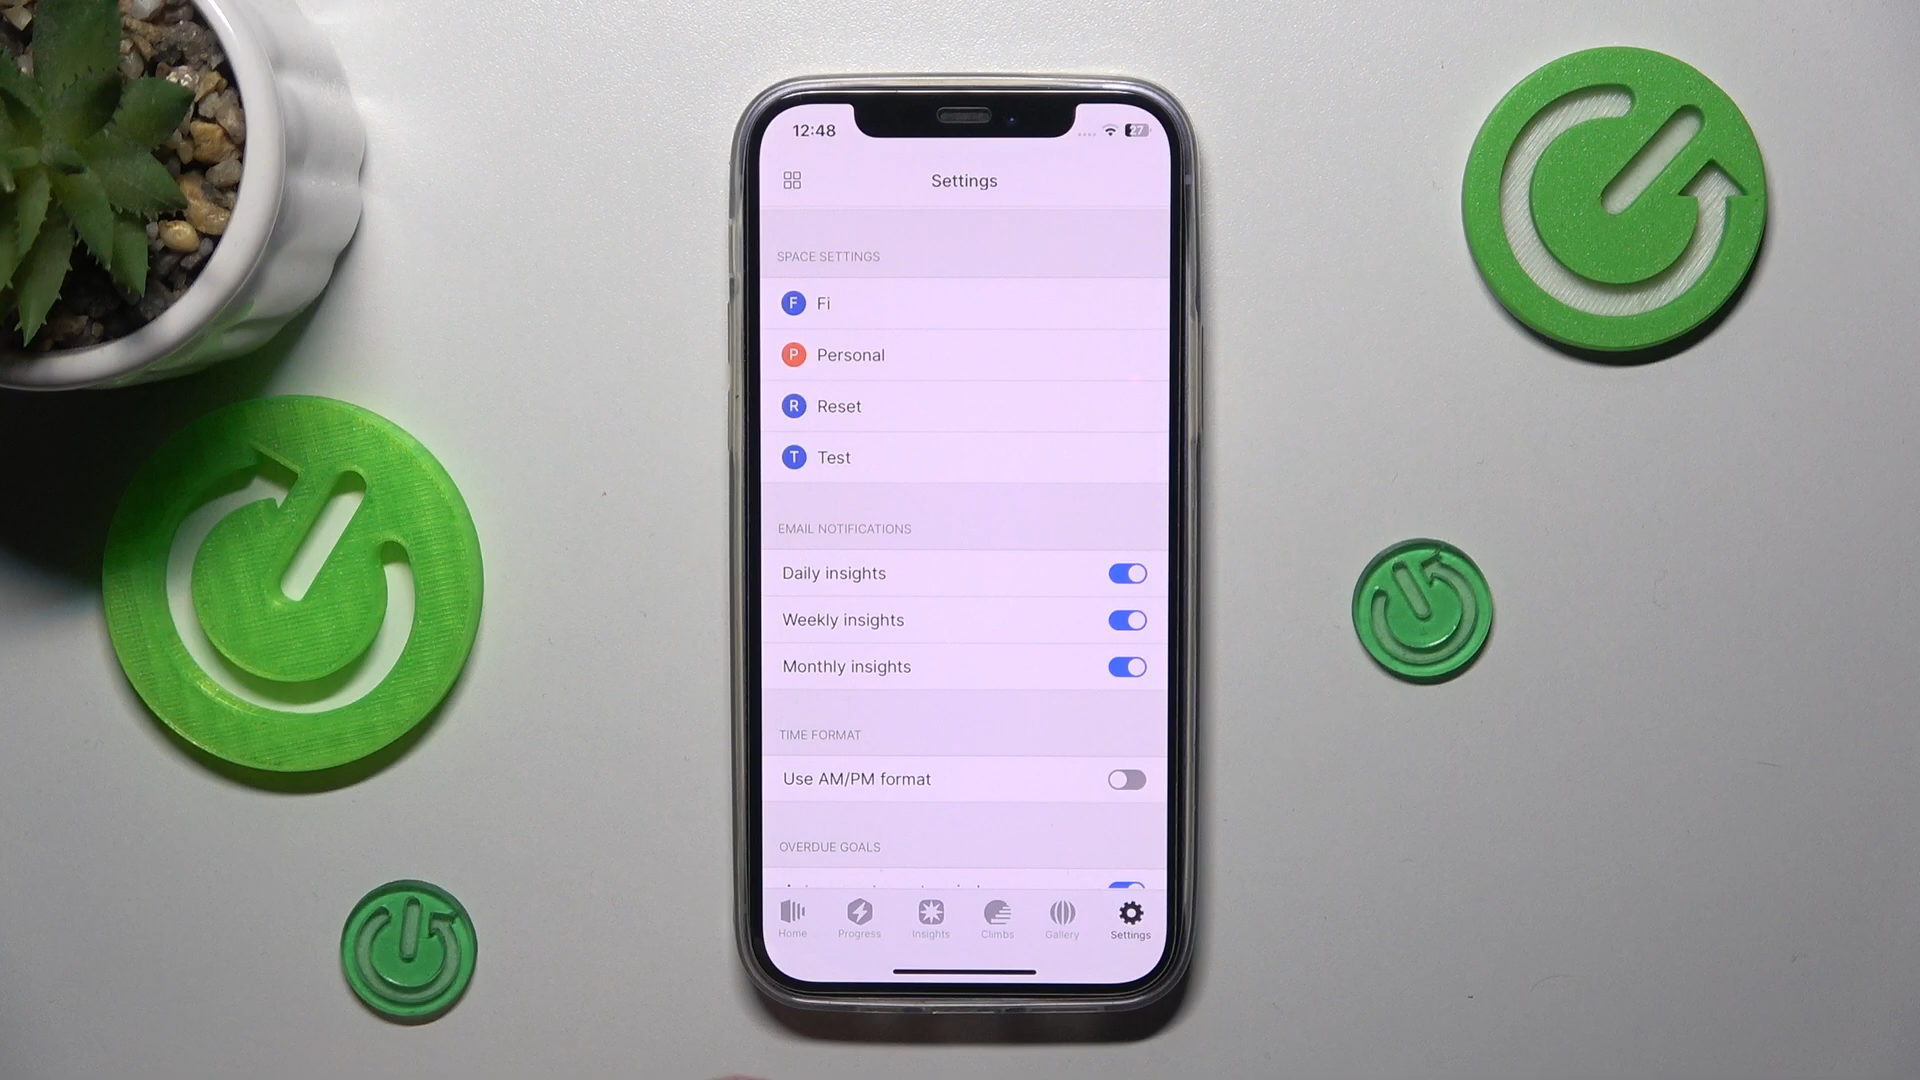 12:48
27
Settings
SPACE SETTINGS
F Fi
P Personal
R Reset
T Test
EMAIL NOTIFICATIONS
Daily insights
Weekly insights
Monthly insights
TIME FORMAT
Use AM/PM format
OVERDUE GOALS
Home Progress Insights Climbs Gallery Settings